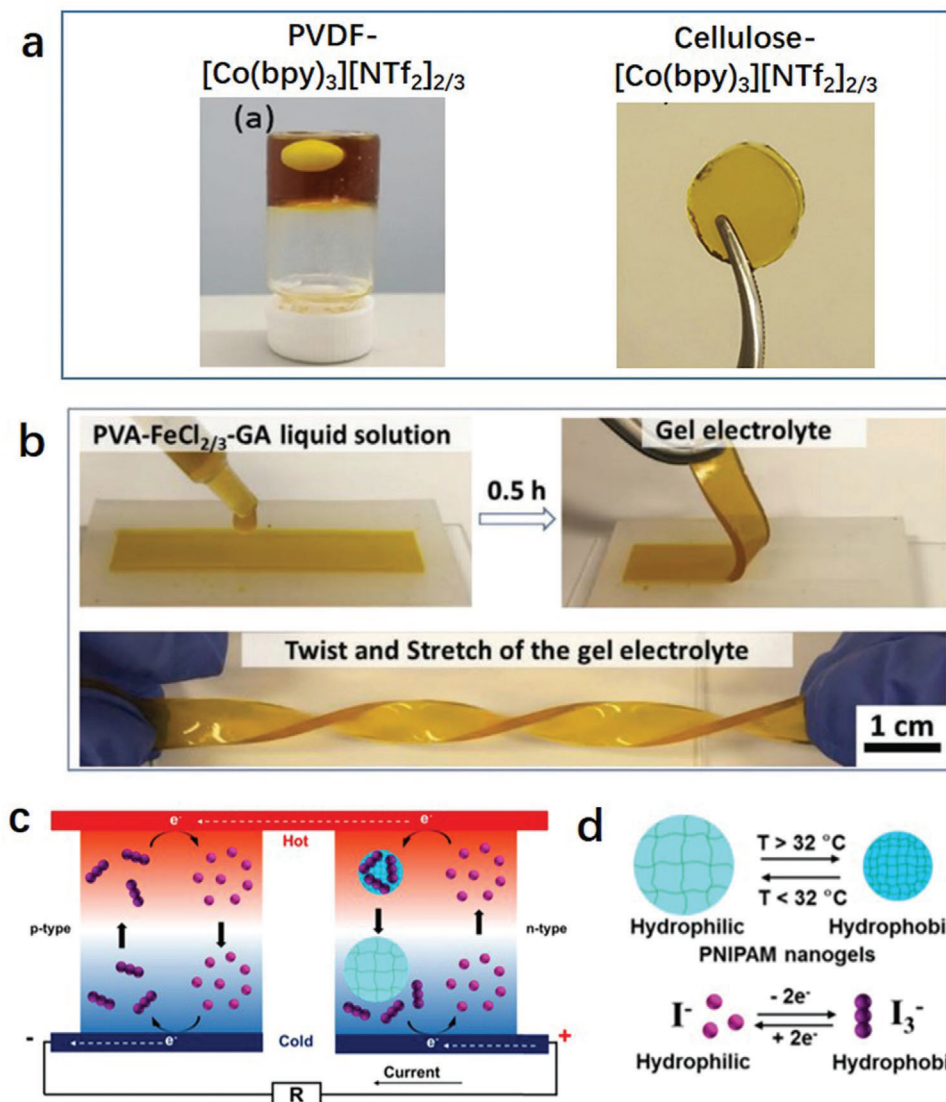 a
PVDF-
[Co(bpy)₃][NTf₂]₂/₃
Cellulose-
[Co(bpy)₃][NTf₂]₂/₃
(a)
b
PVA-FeCl₂/₃-GA liquid solution
0.5 h
Gel electrolyte
Twist and Stretch of the gel electrolyte
1 cm
c
e⁻
e⁻
Hot
p-type
n-type
-
e⁻
Cold
e⁻
+
Current
R
d
T > 32 °C
T < 32 °C
Hydrophilic
Hydrophobi
PNIPAM nanogels
I⁻
- 2e⁻
+ 2e⁻
I₃⁻
Hydrophilic
Hydrophobi